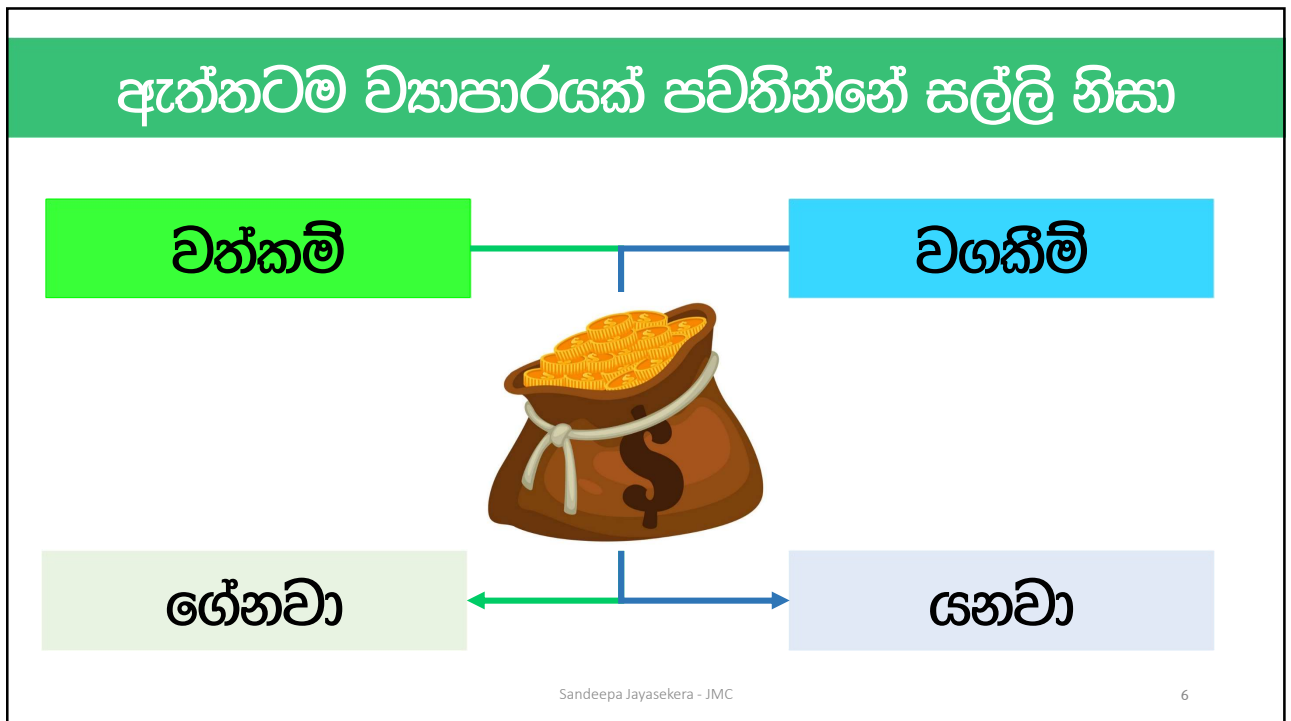 ඇත්තටම ව්‍යාපාරයක් පවතින්නේ සල්ලි නිසා
වත්කම්
වගකීම්
$
ගේනවා
යනවා
Sandeepa Jayasekera - JMC
6